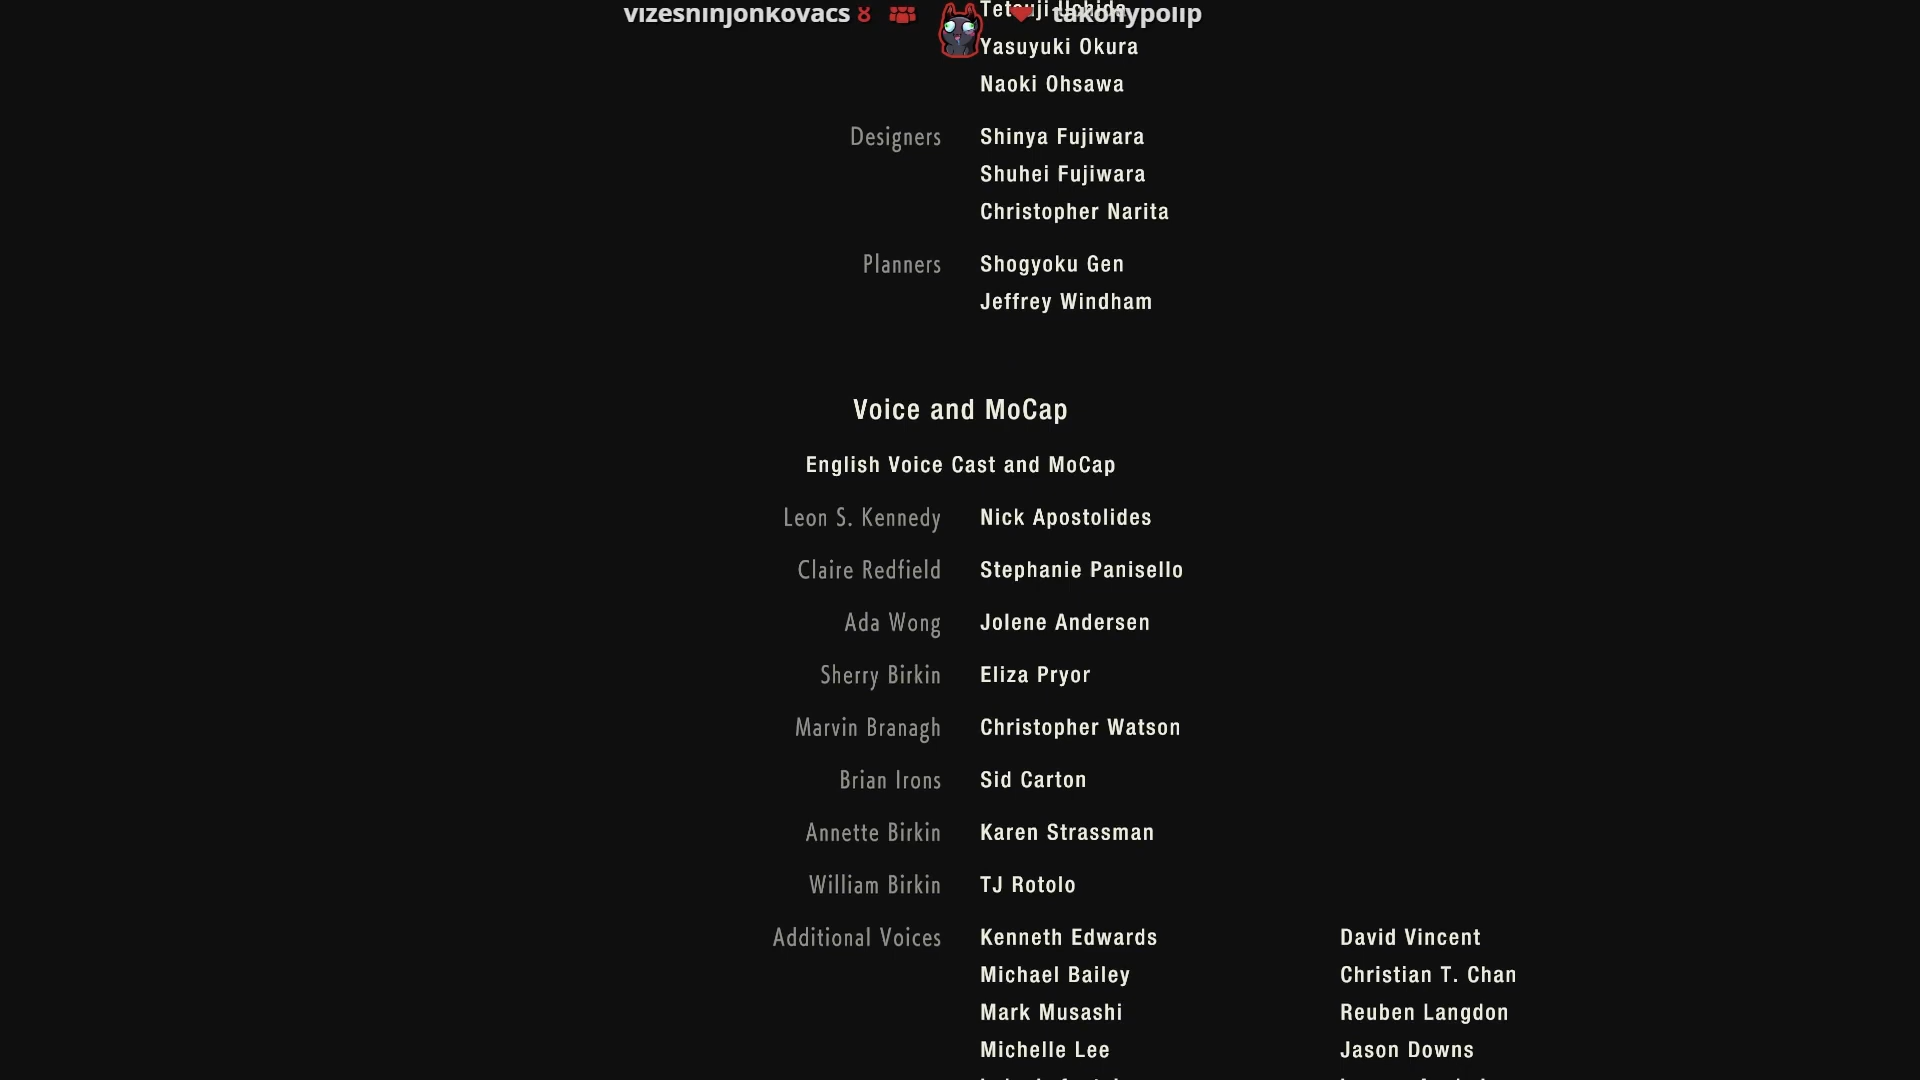 vizesninjonkovacs 8 takonypolip
Yasuyuki Okura
Naoki Ohsawa
Designers Shinya Fujiwara
Shuhei Fujiwara
Christopher Narita
Planners Shogyoku Gen
Jeffrey Windham
Voice and MoCap
English Voice Cast and MoCap
Leon S. Kennedy Nick Apostolides
Claire Redfield Stephanie Panisello
Ada Wong Jolene Andersen
Sherry Birkin Eliza Pryor
Marvin Branagh Christopher Watson
Brian Irons Sid Carton
Annette Birkin Karen Strassman
William Birkin TJ Rotolo
Additional Voices Kenneth Edwards David Vincent
Michael Bailey Christian T. Chan
Mark Musashi Reuben Langdon
Michelle Lee Jason Downs